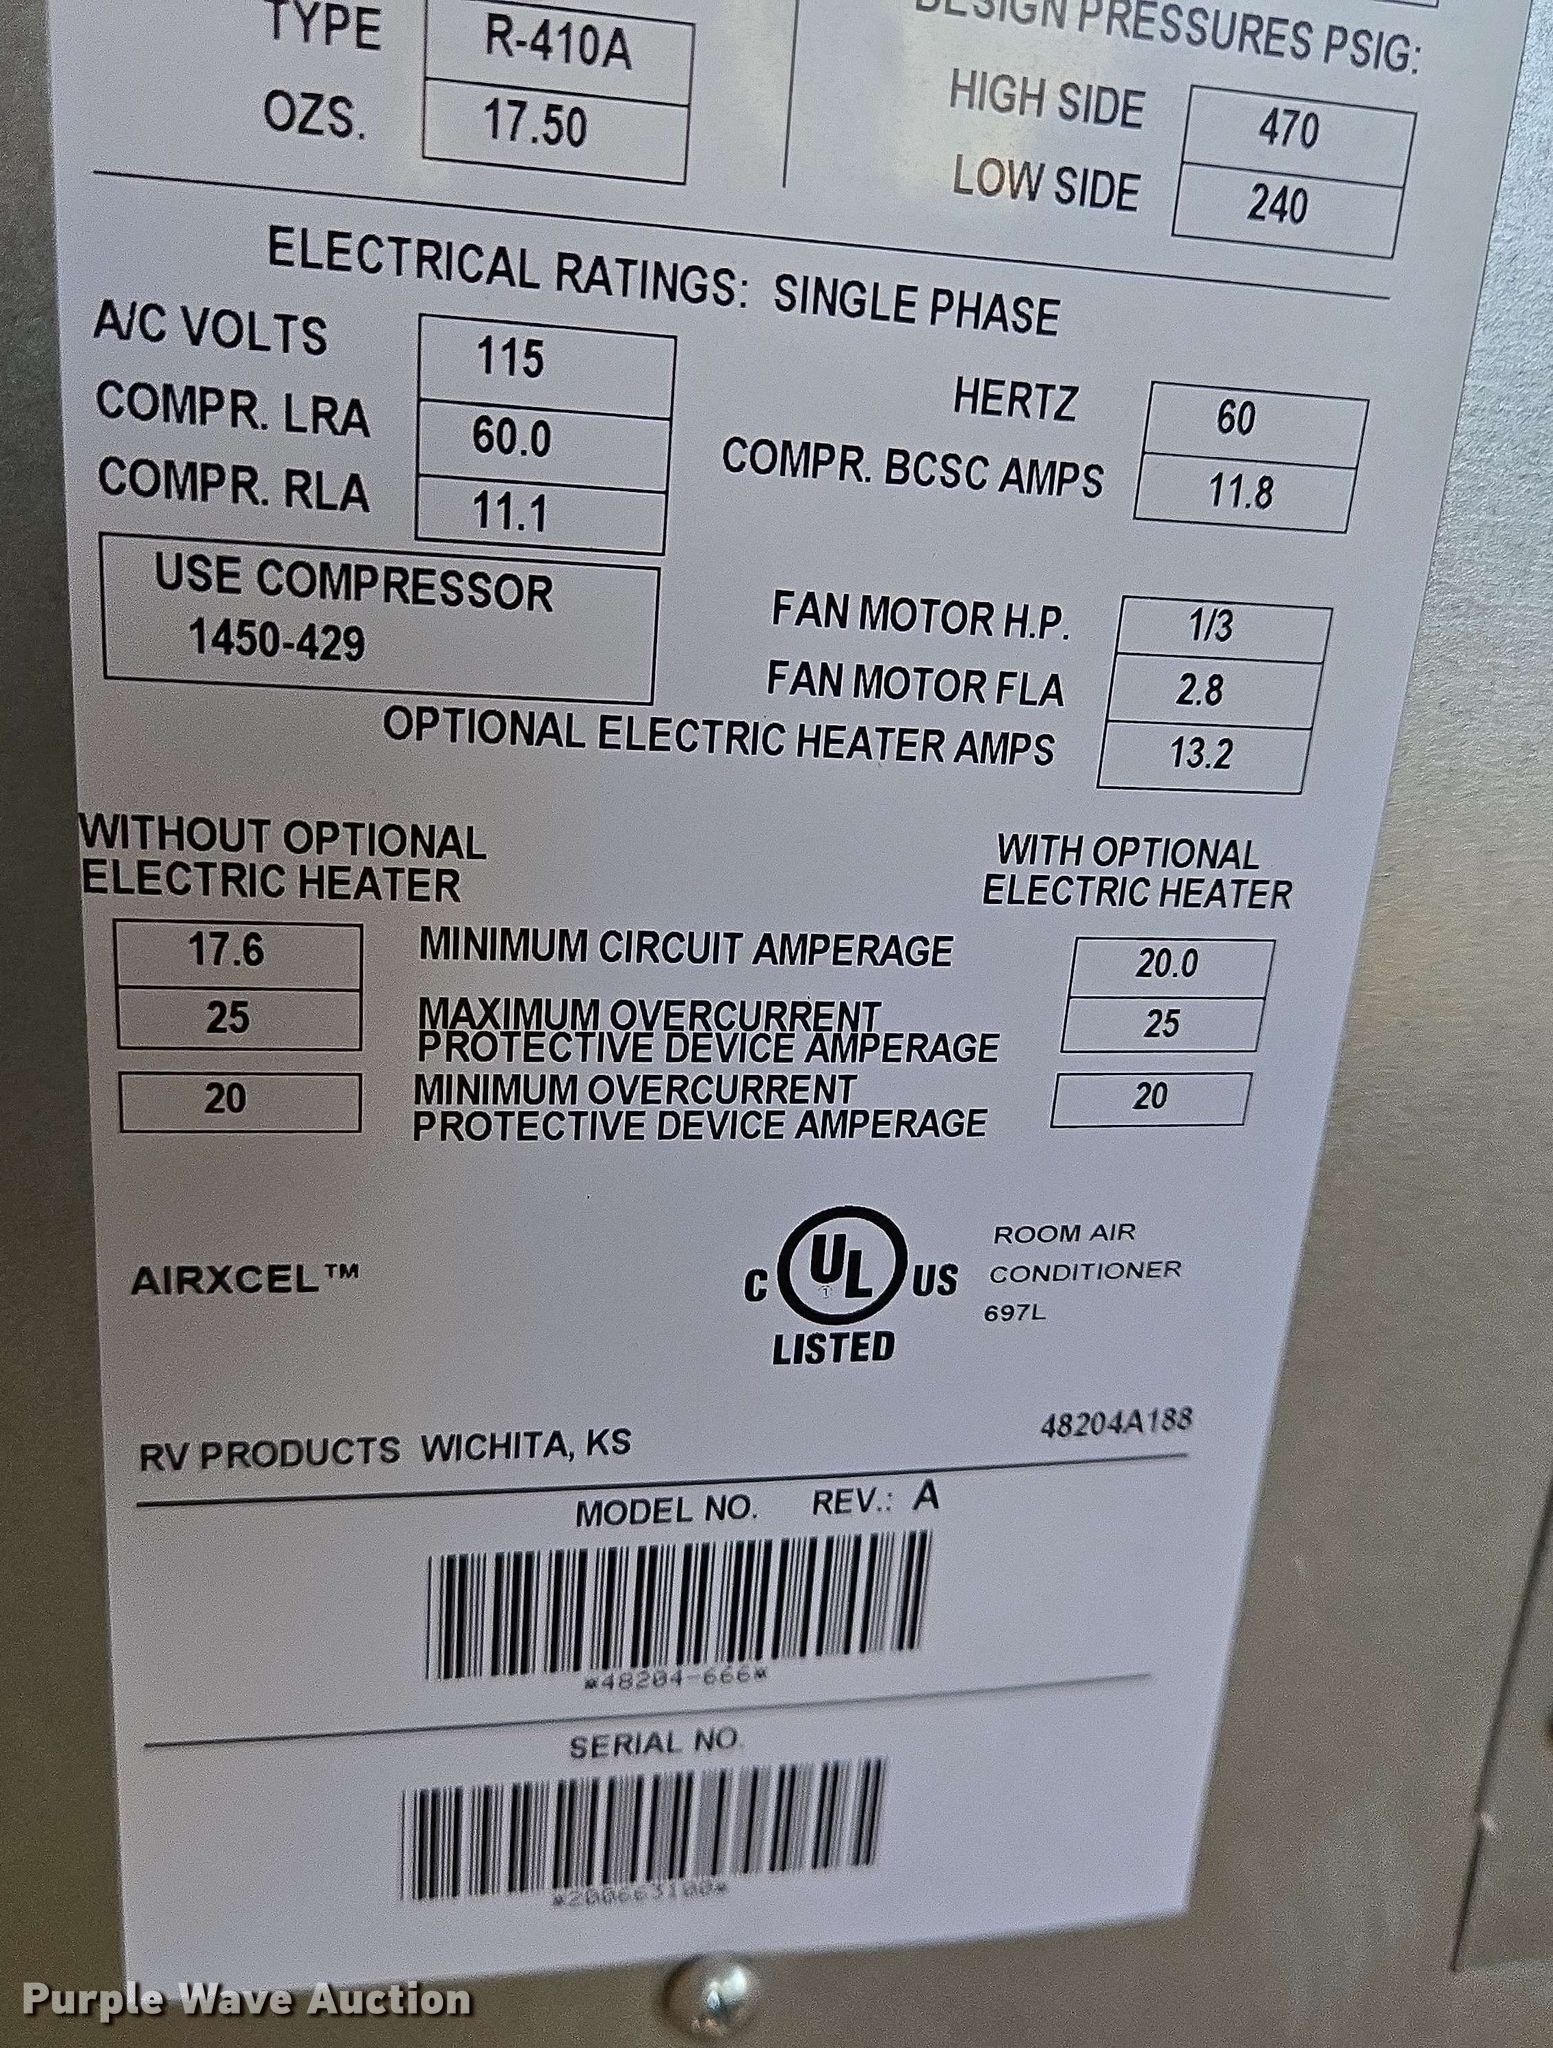 TYPE R-410A
OZS. 17.50
DESIGN PRESSURES PSIG:
HIGH SIDE 470
LOW SIDE 240
ELECTRICAL RATINGS: SINGLE PHASE
A/C VOLTS 115
COMPR. LRA 60.0
COMPR. RLA 11.1
HERTZ 60
COMPR. BCSC AMPS 11.8
USE COMPRESSOR
1450-429
FAN MOTOR H.P. 1/3
FAN MOTOR FLA 2.8
OPTIONAL ELECTRIC HEATER AMPS 13.2
WITHOUT OPTIONAL
ELECTRIC HEATER
WITH OPTIONAL
ELECTRIC HEATER
17.6 MINIMUM CIRCUIT AMPERAGE 20.0
25 MAXIMUM OVERCURRENT
PROTECTIVE DEVICE AMPERAGE 25
20 MINIMUM OVERCURRENT
PROTECTIVE DEVICE AMPERAGE 20
AIRXCEL™
C UL US
LISTED
ROOM AIR
CONDITIONER
697L
RV PRODUCTS WICHITA, KS
48204A188
MODEL NO. REV.: A
*48204-666*
SERIAL NO.
*200663100*
Purple Wave Auction